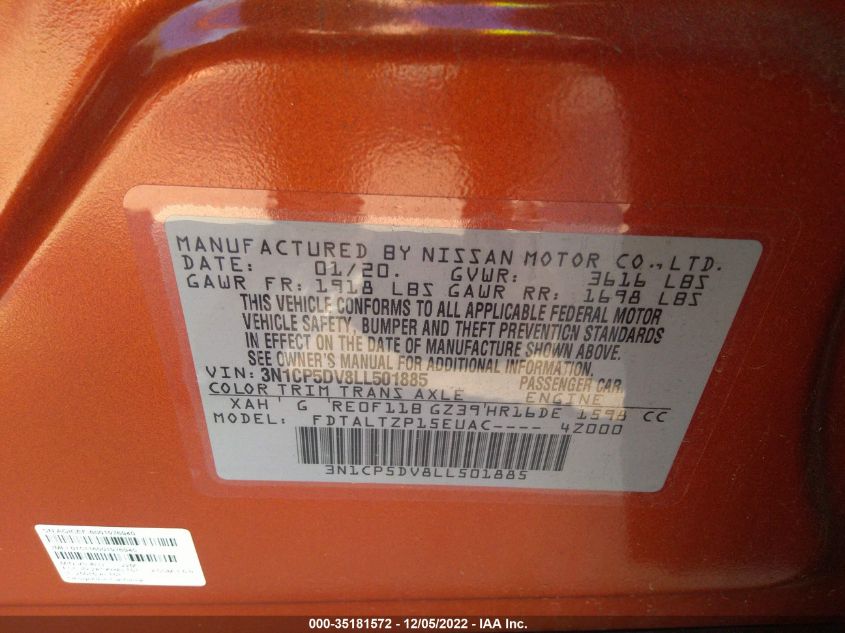 MANUFACTURED BY NISSAN MOTOR CO., LTD.
DATE: 01/20. GVWR: 3616 LBS
GAWR FR: 1918 LBS GAWR RR: 1698 LBS
THIS VEHICLE CONFORMS TO ALL APPLICABLE FEDERAL MOTOR
VEHICLE SAFETY, BUMPER AND THEFT PREVENTION STANDARDS
IN EFFECT ON THE DATE OF MANUFACTURE SHOWN ABOVE.
SEE OWNER'S MANUAL FOR ADDITIONAL INFORMATION.
VIN: 3N1CP5DV8LL501885 PASSENGER CAR
COLOR TRIM TRANS AXLE ENGINE
XAH G RE0F11B GZ39 HR16DE 1598 CC
MODEL: FDTALTZP15EUAC---- 4Z000
3N1CP5DV8LL501885
000-35181572 - 12/05/2022 - IAA Inc.